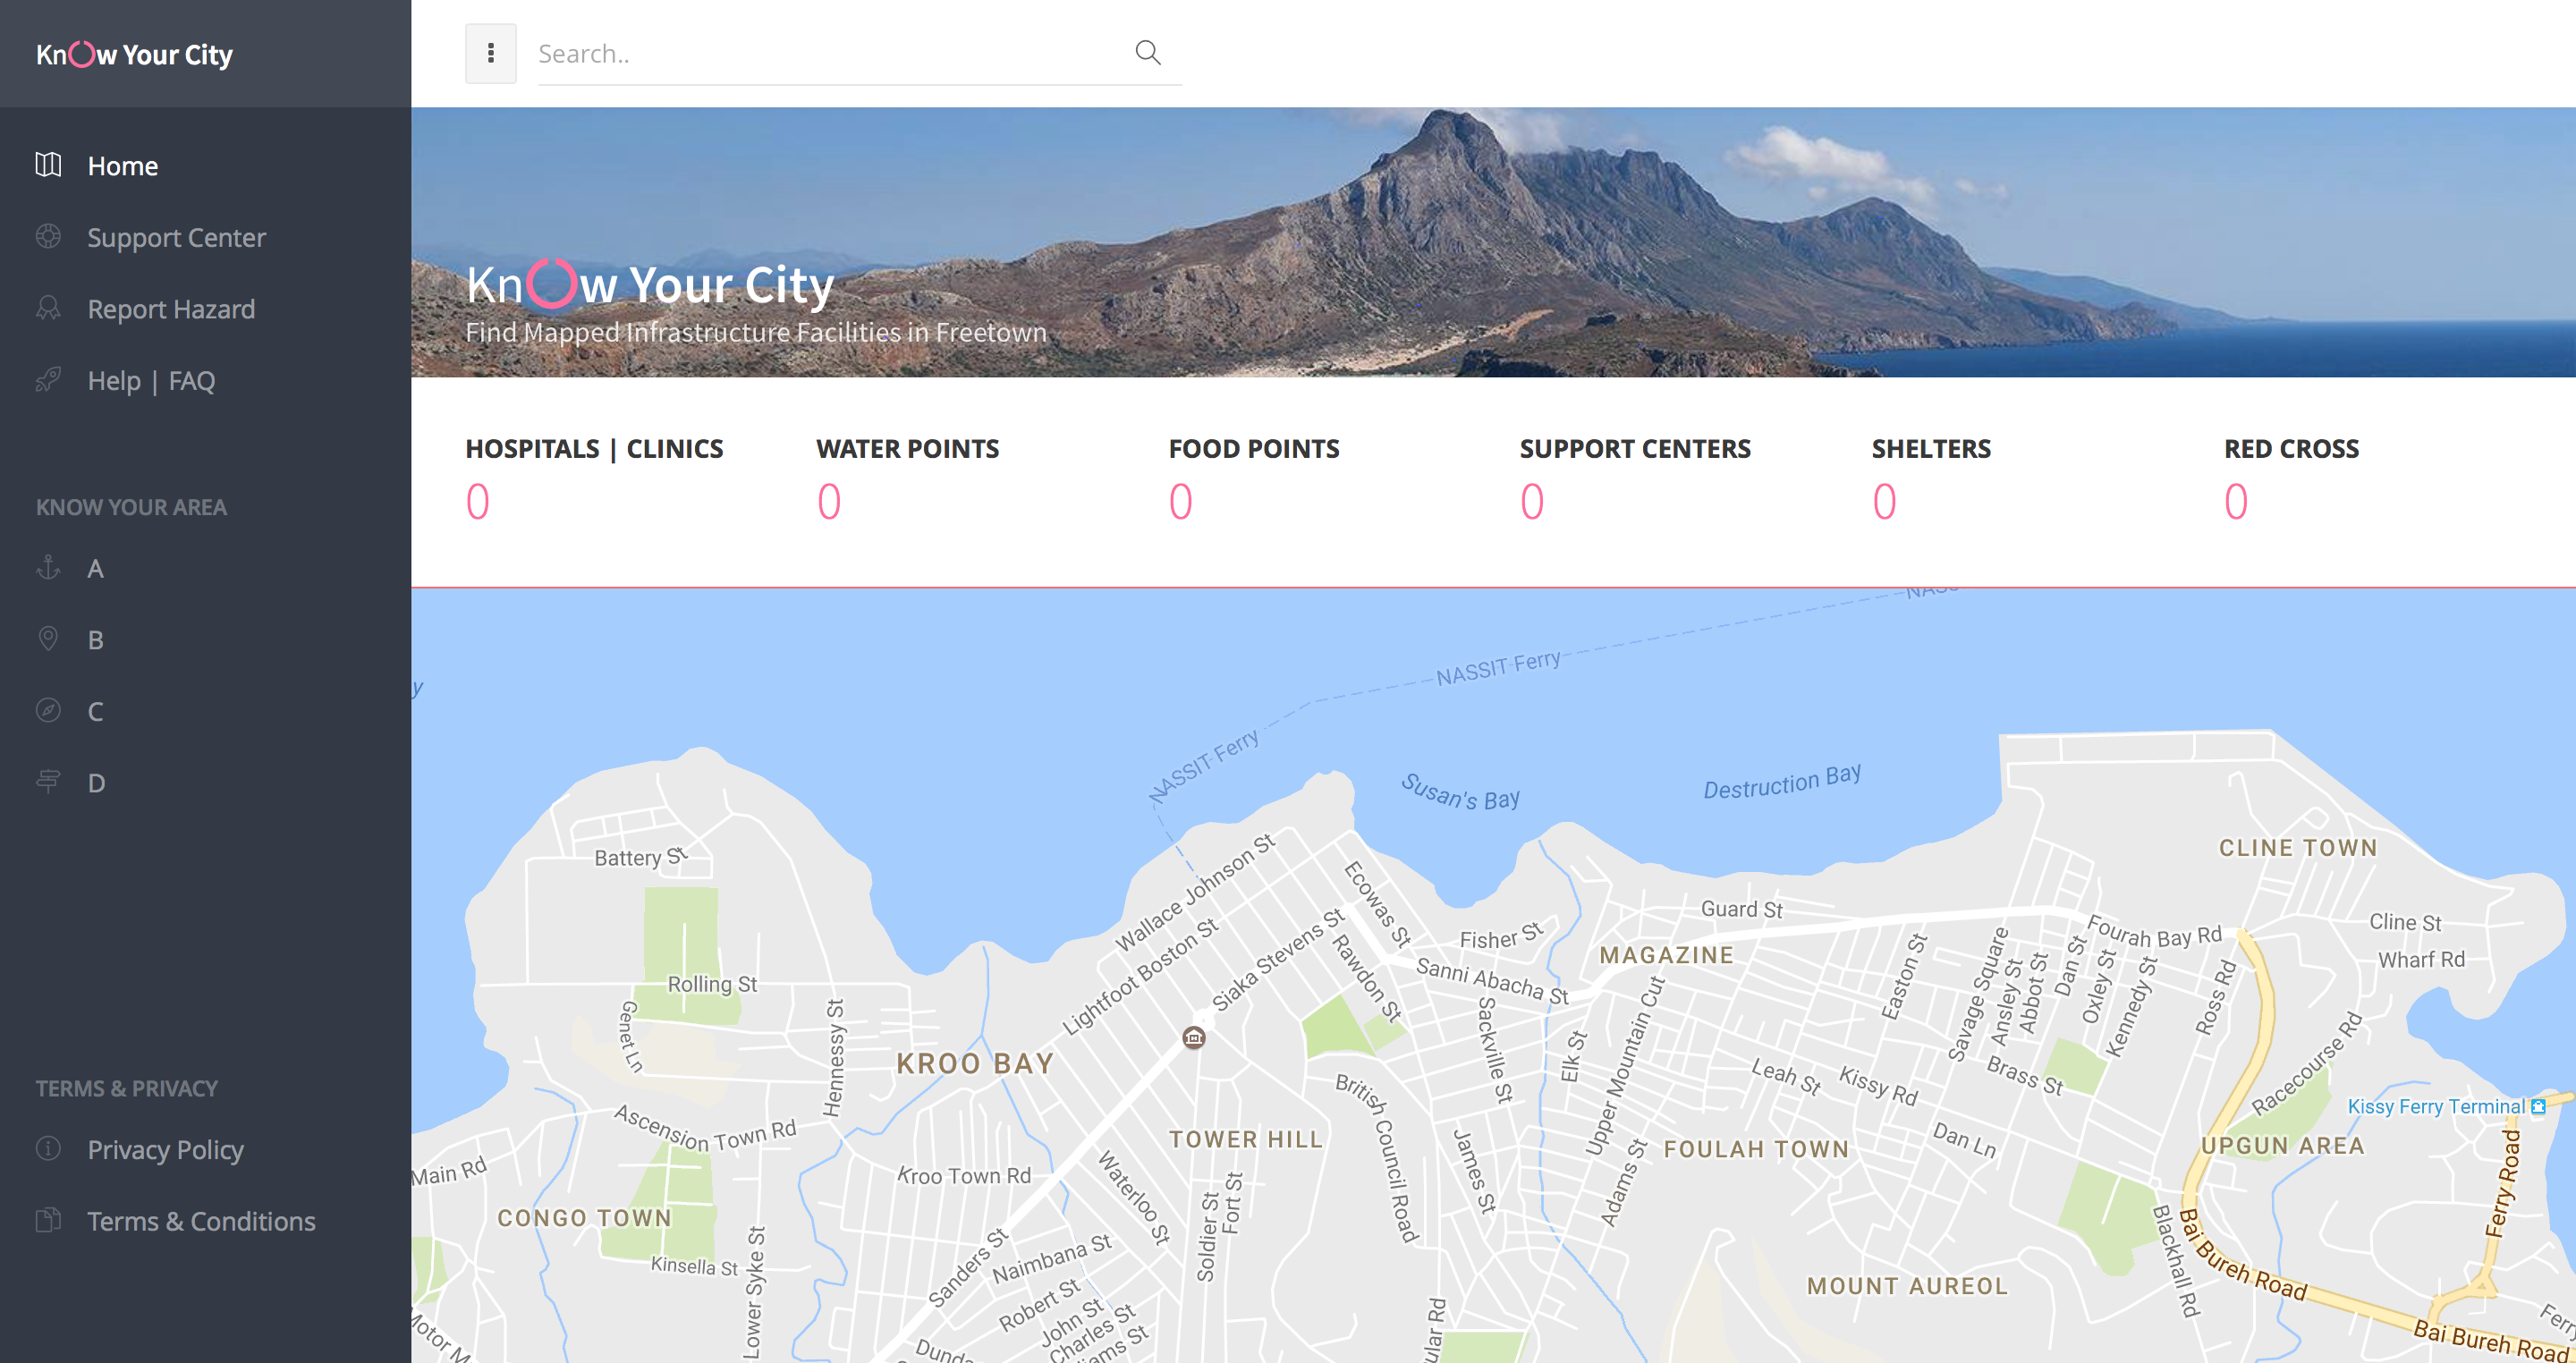 KnOw Your City
Search..
Home
Support Center
Report Hazard
Help | FAQ
KNOW YOUR AREA
A
B
C
D
TERMS & PRIVACY
Privacy Policy
Terms & Conditions
KnOw Your City
Find Mapped Infrastructure Facilities in Freetown
HOSPITALS | CLINICS
0
WATER POINTS
0
FOOD POINTS
0
SUPPORT CENTERS
0
SHELTERS
0
RED CROSS
0
NASSIT Ferry
NASSIT Ferry
Susan's Bay
Destruction Bay
CLINE TOWN
Battery St
Wallace Johnson St
Ecowas St
Guard St
Cline St
Fourah Bay Rd
Fisher St
Lightfoot Boston St
Siaka Stevens St
Rawdon St
MAGAZINE
Wharf Rd
Sanni Abacha St
Rolling St
Genet Ln
Hennessy St
Easton St
Savage Square
Ansley St
Abbot St
Dan St
Oxley St
Kennedy St
Ross Rd
KROO BAY
Sackville St
Elk St
Upper Mountain Cut
Leah St
Kissy Rd
Brass St
Racecourse Rd
Kissy Ferry Terminal
Ascension Town Rd
British Council Road
TOWER HILL
FOULAH TOWN
Dan Ln
UPGUN AREA
Main Rd
Kroo Town Rd
Waterloo St
James St
Adams St
Ferry Road
Soldier St
Fort St
CONGO TOWN
Kinsella St
Lower Syke St
Sanders St
Naimbana St
Robert St
John St
Charles St
Blackhall Rd
Bai Bureh Road
MOUNT AUREOL
Bai Bureh Road